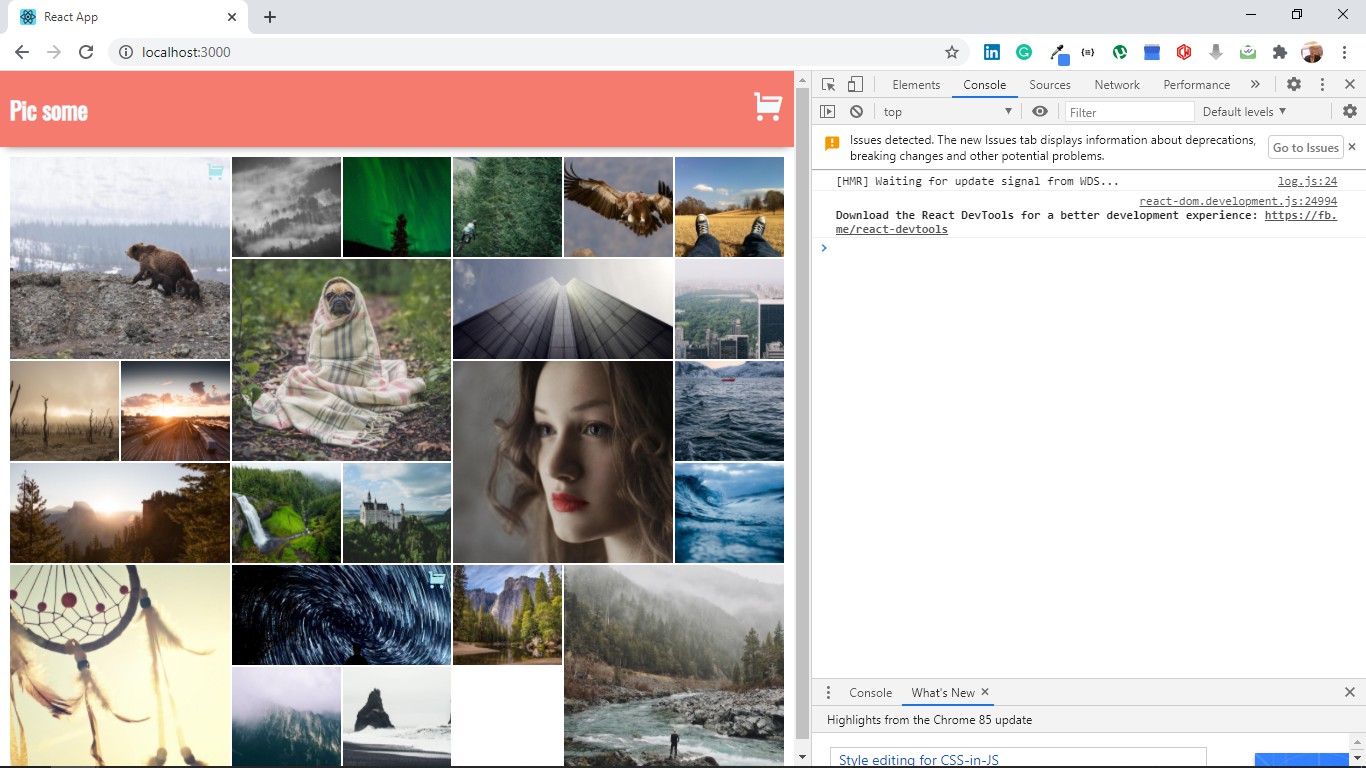 React App
localhost:3000
Pic some
Elements
Console
Sources
Network
Performance
top
Filter
Default levels
Issues detected. The new Issues tab displays information about deprecations,
breaking changes and other potential problems.
Go to Issues
[HMR] Waiting for update signal from WDS...
log.js:24
react-dom.development.js:24994
Download the React DevTools for a better development experience: https://fb.
me/react-devtools
Console
What's New
Highlights from the Chrome 85 update
Style editing for CSS-in-JS